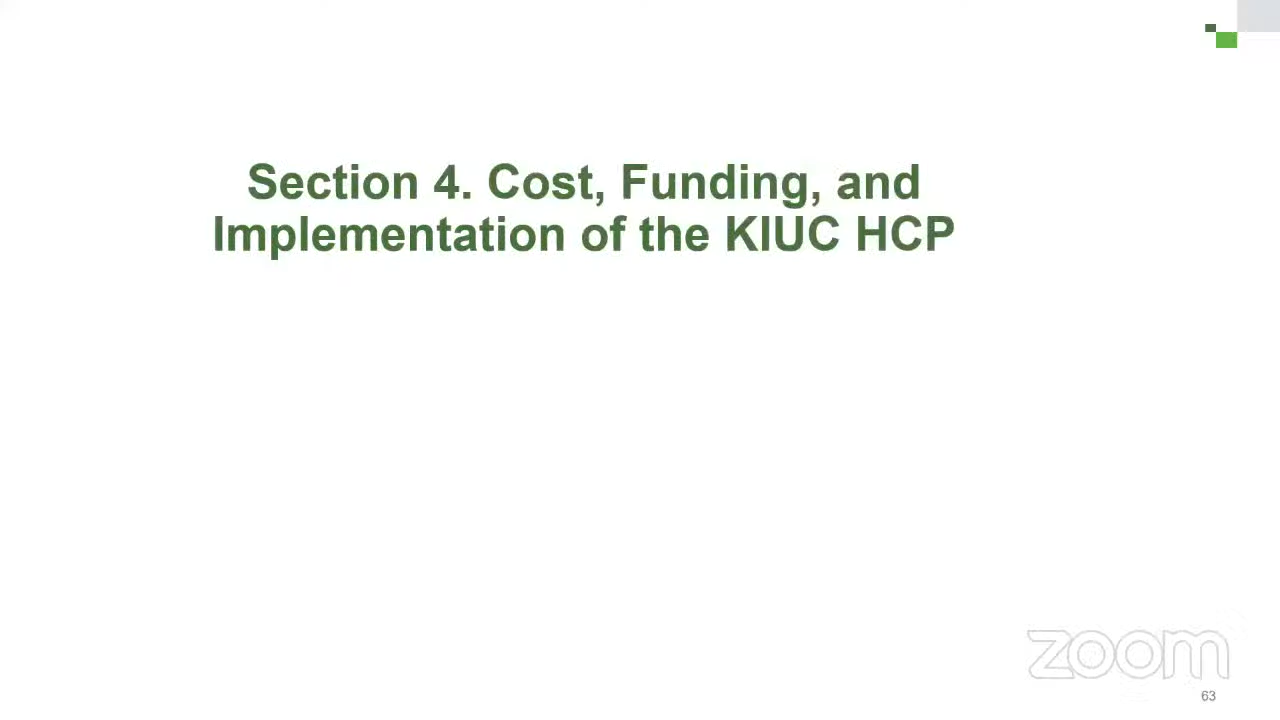 Section 4. Cost, Funding, and
Implementation of the KIUC HCP
zoom
63